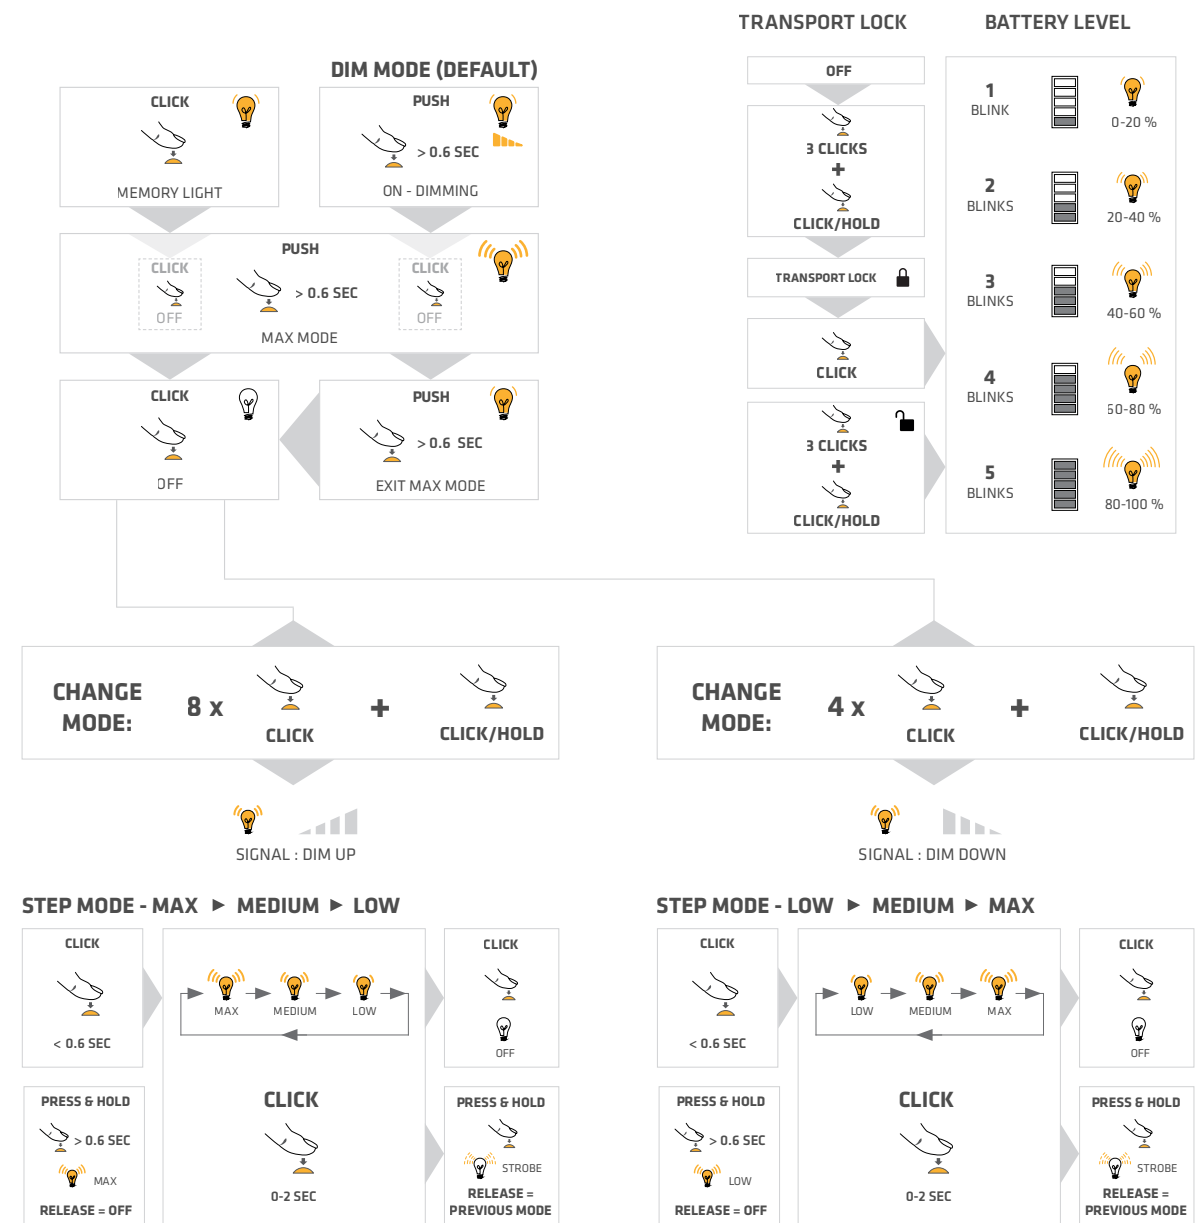 TRANSPORT LOCK
BATTERY LEVEL
DIM MODE (DEFAULT)
CLICK
MEMORY LIGHT
PUSH
> 0.6 SEC
ON - DIMMING
PUSH
CLICK
OFF
> 0.6 SEC
CLICK
OFF
MAX MODE
CLICK
OFF
PUSH
> 0.6 SEC
EXIT MAX MODE
OFF
3 CLICKS
+
CLICK/HOLD
TRANSPORT LOCK
CLICK
3 CLICKS
+
CLICK/HOLD
1
BLINK
0-20 %
2
BLINKS
20-40 %
3
BLINKS
40-60 %
4
BLINKS
60-80 %
5
BLINKS
80-100 %
CHANGE
MODE:
8 x
CLICK
+
CLICK/HOLD
SIGNAL : DIM UP
CHANGE
MODE:
4 x
CLICK
+
CLICK/HOLD
SIGNAL : DIM DOWN
STEP MODE - MAX ► MEDIUM ► LOW
CLICK
< 0.6 SEC
MAX
MEDIUM
LOW
CLICK
OFF
PRESS & HOLD
> 0.6 SEC
MAX
RELEASE = OFF
CLICK
0-2 SEC
PRESS & HOLD
STROBE
RELEASE =
PREVIOUS MODE
STEP MODE - LOW ► MEDIUM ► MAX
CLICK
< 0.6 SEC
LOW
MEDIUM
MAX
CLICK
OFF
PRESS & HOLD
> 0.6 SEC
LOW
RELEASE = OFF
CLICK
0-2 SEC
PRESS & HOLD
STROBE
RELEASE =
PREVIOUS MODE